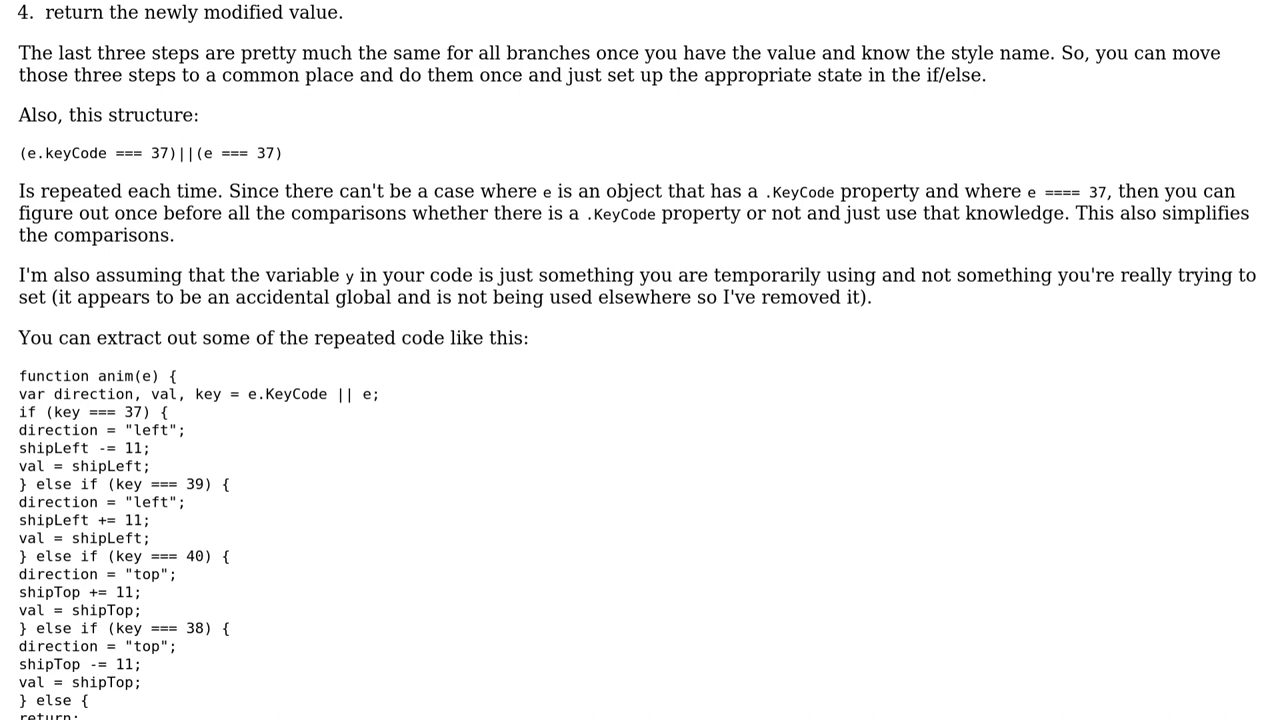 4. return the newly modified value.
The last three steps are pretty much the same for all branches once you have the value and know the style name. So, you can move
those three steps to a common place and do them once and just set up the appropriate state in the if/else.
Also, this structure:
(e.keyCode === 37)||(e === 37)
Is repeated each time. Since there can't be a case where e is an object that has a .KeyCode property and where e ==== 37, then you can
figure out once before all the comparisons whether there is a .KeyCode property or not and just use that knowledge. This also simplifies
the comparisons.
I'm also assuming that the variable y in your code is just something you are temporarily using and not something you're really trying to
set (it appears to be an accidental global and is not being used elsewhere so I've removed it).
You can extract out some of the repeated code like this:
function anim(e) {
var direction, val, key = e.KeyCode || e;
if (key === 37) {
direction = "left";
shipLeft -= 11;
val = shipLeft;
} else if (key === 39) {
direction = "left";
shipLeft += 11;
val = shipLeft;
} else if (key === 40) {
direction = "top";
shipTop += 11;
val = shipTop;
} else if (key === 38) {
direction = "top";
shipTop -= 11;
val = shipTop;
} else {
return;